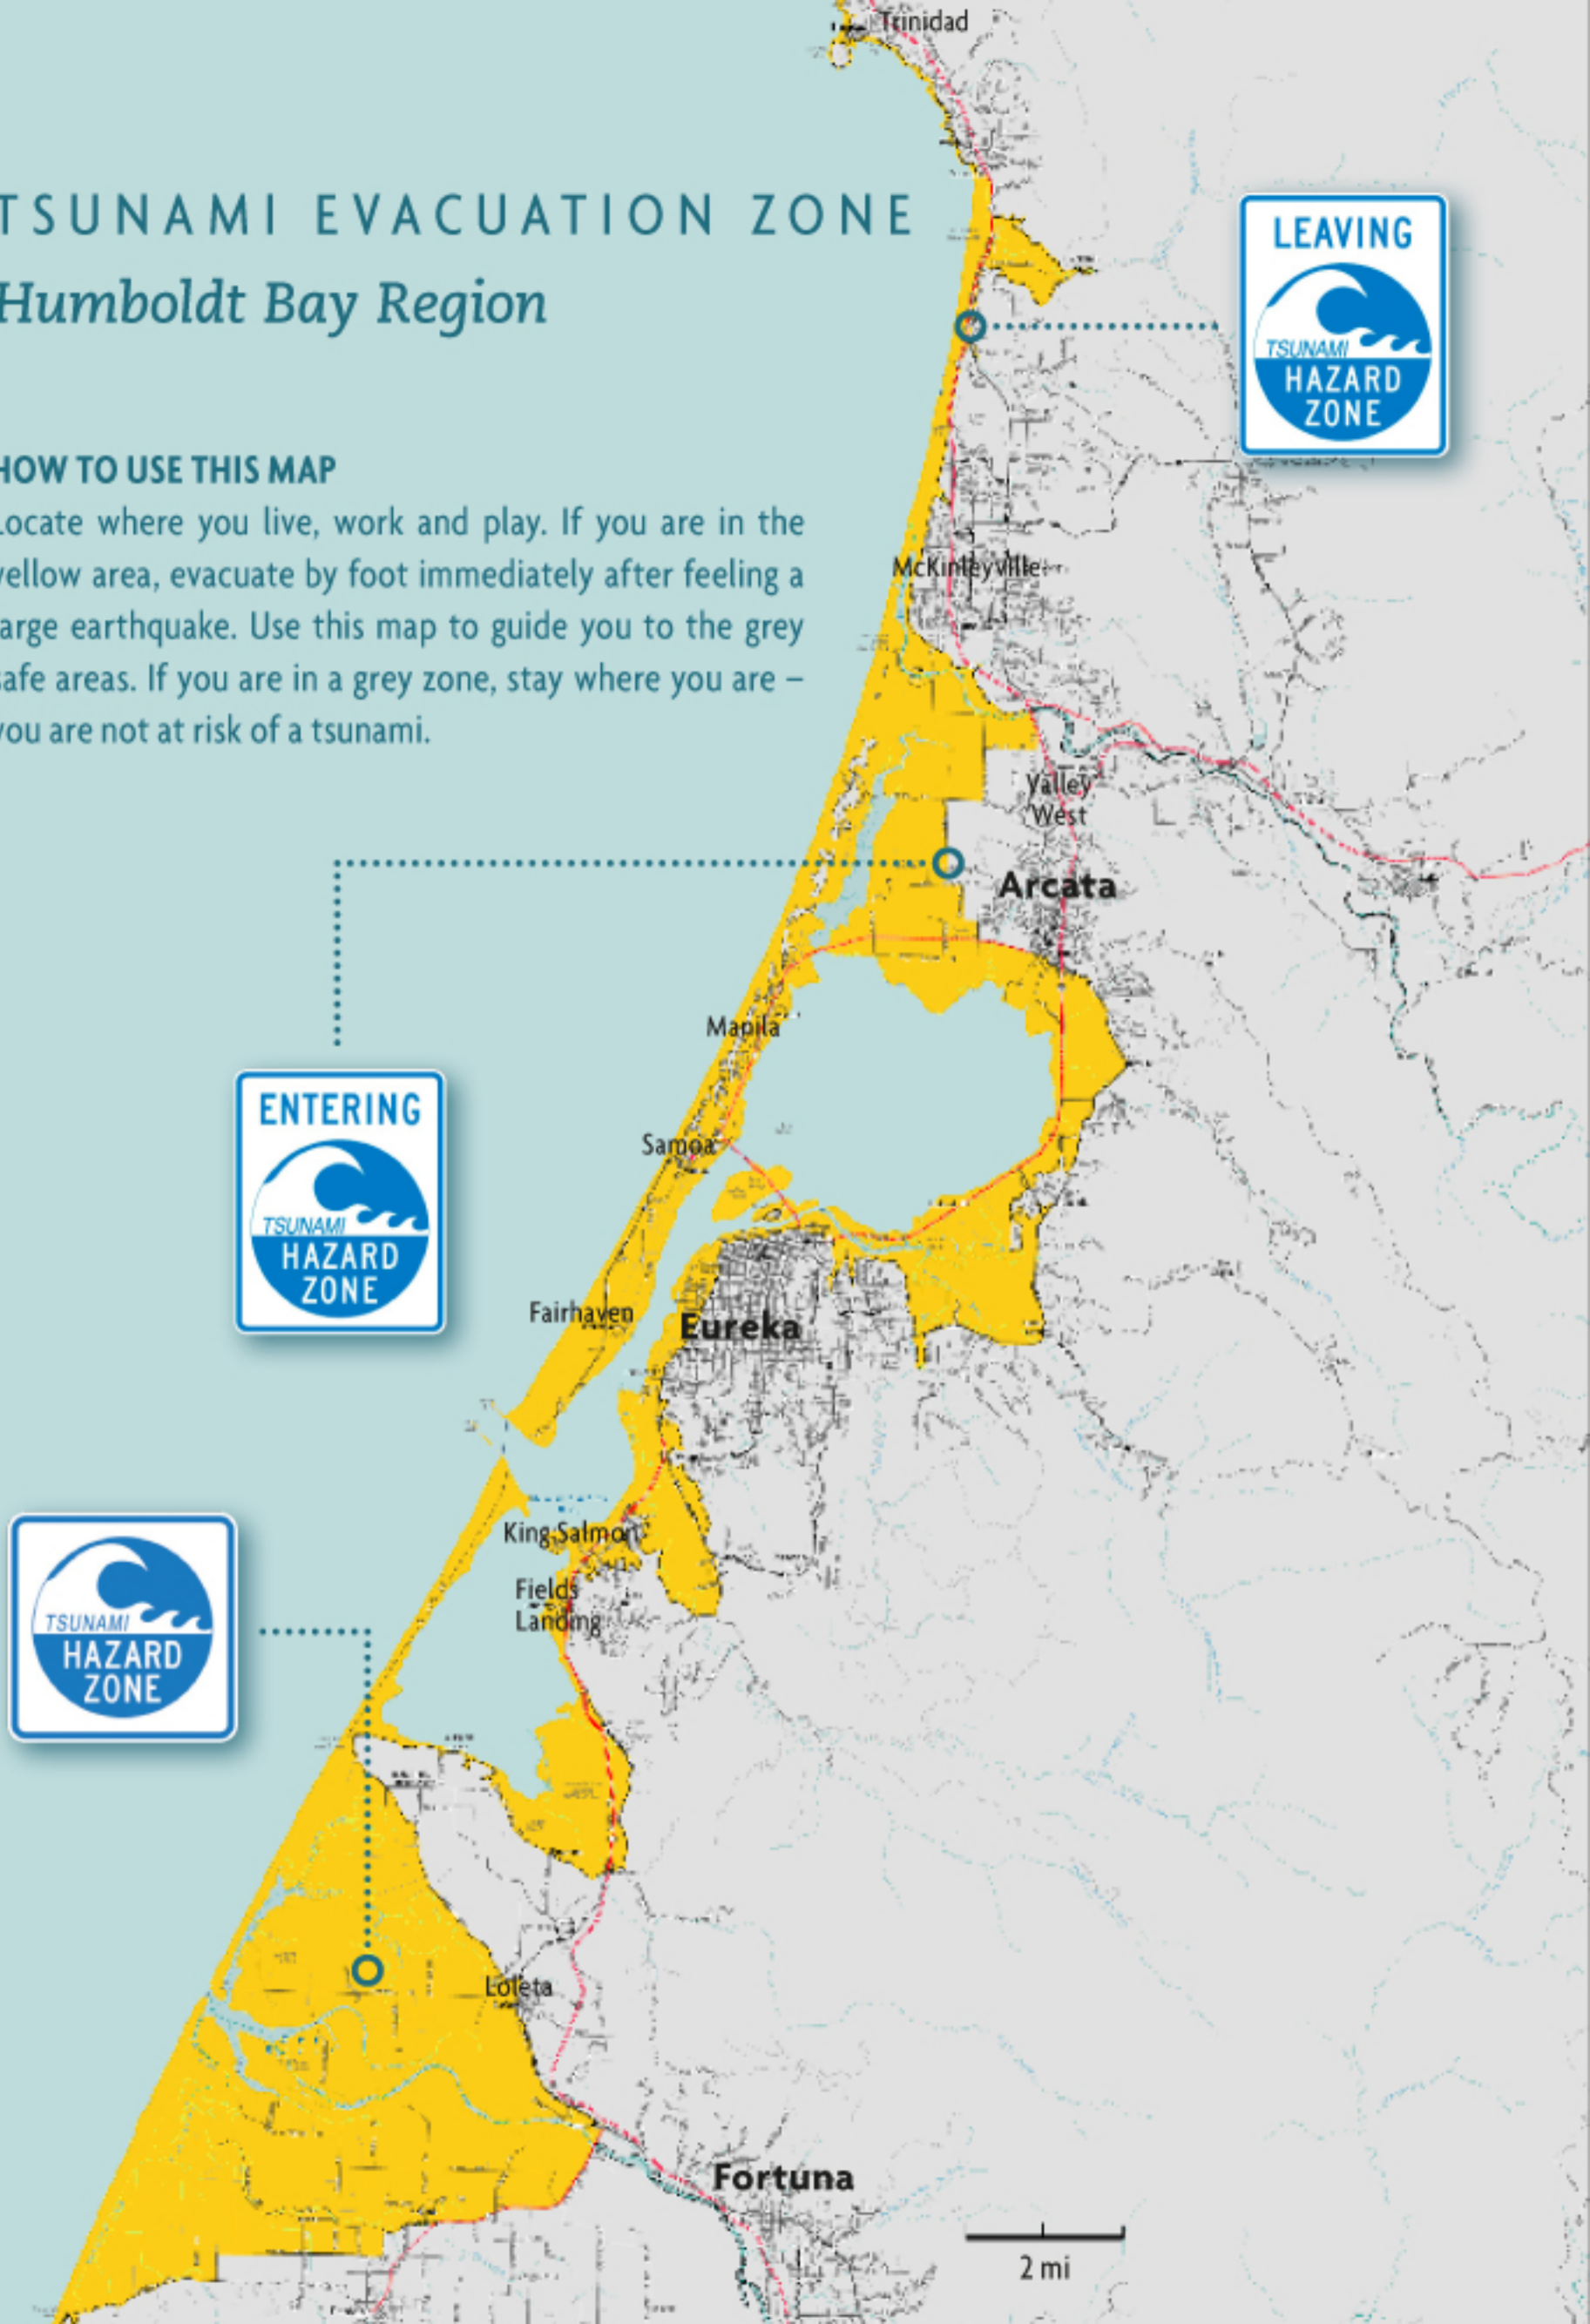 Trinidad
TSUNAMI EVACUATION ZONE
Humboldt Bay Region
LEAVING
TSUNAMI
HAZARD
ZONE
HOW TO USE THIS MAP
Locate where you live, work and play. If you are in the
yellow area, evacuate by foot immediately after feeling a
large earthquake. Use this map to guide you to the grey
safe areas. If you are in a grey zone, stay where you are –
you are not at risk of a tsunami.
McKinleyville
Valley
West
Arcata
Manila
ENTERING
TSUNAMI
HAZARD
ZONE
Samoa
Fairhaven
Eureka
King Salmon
Fields
Landing
TSUNAMI
HAZARD
ZONE
Loleta
Fortuna
2 mi